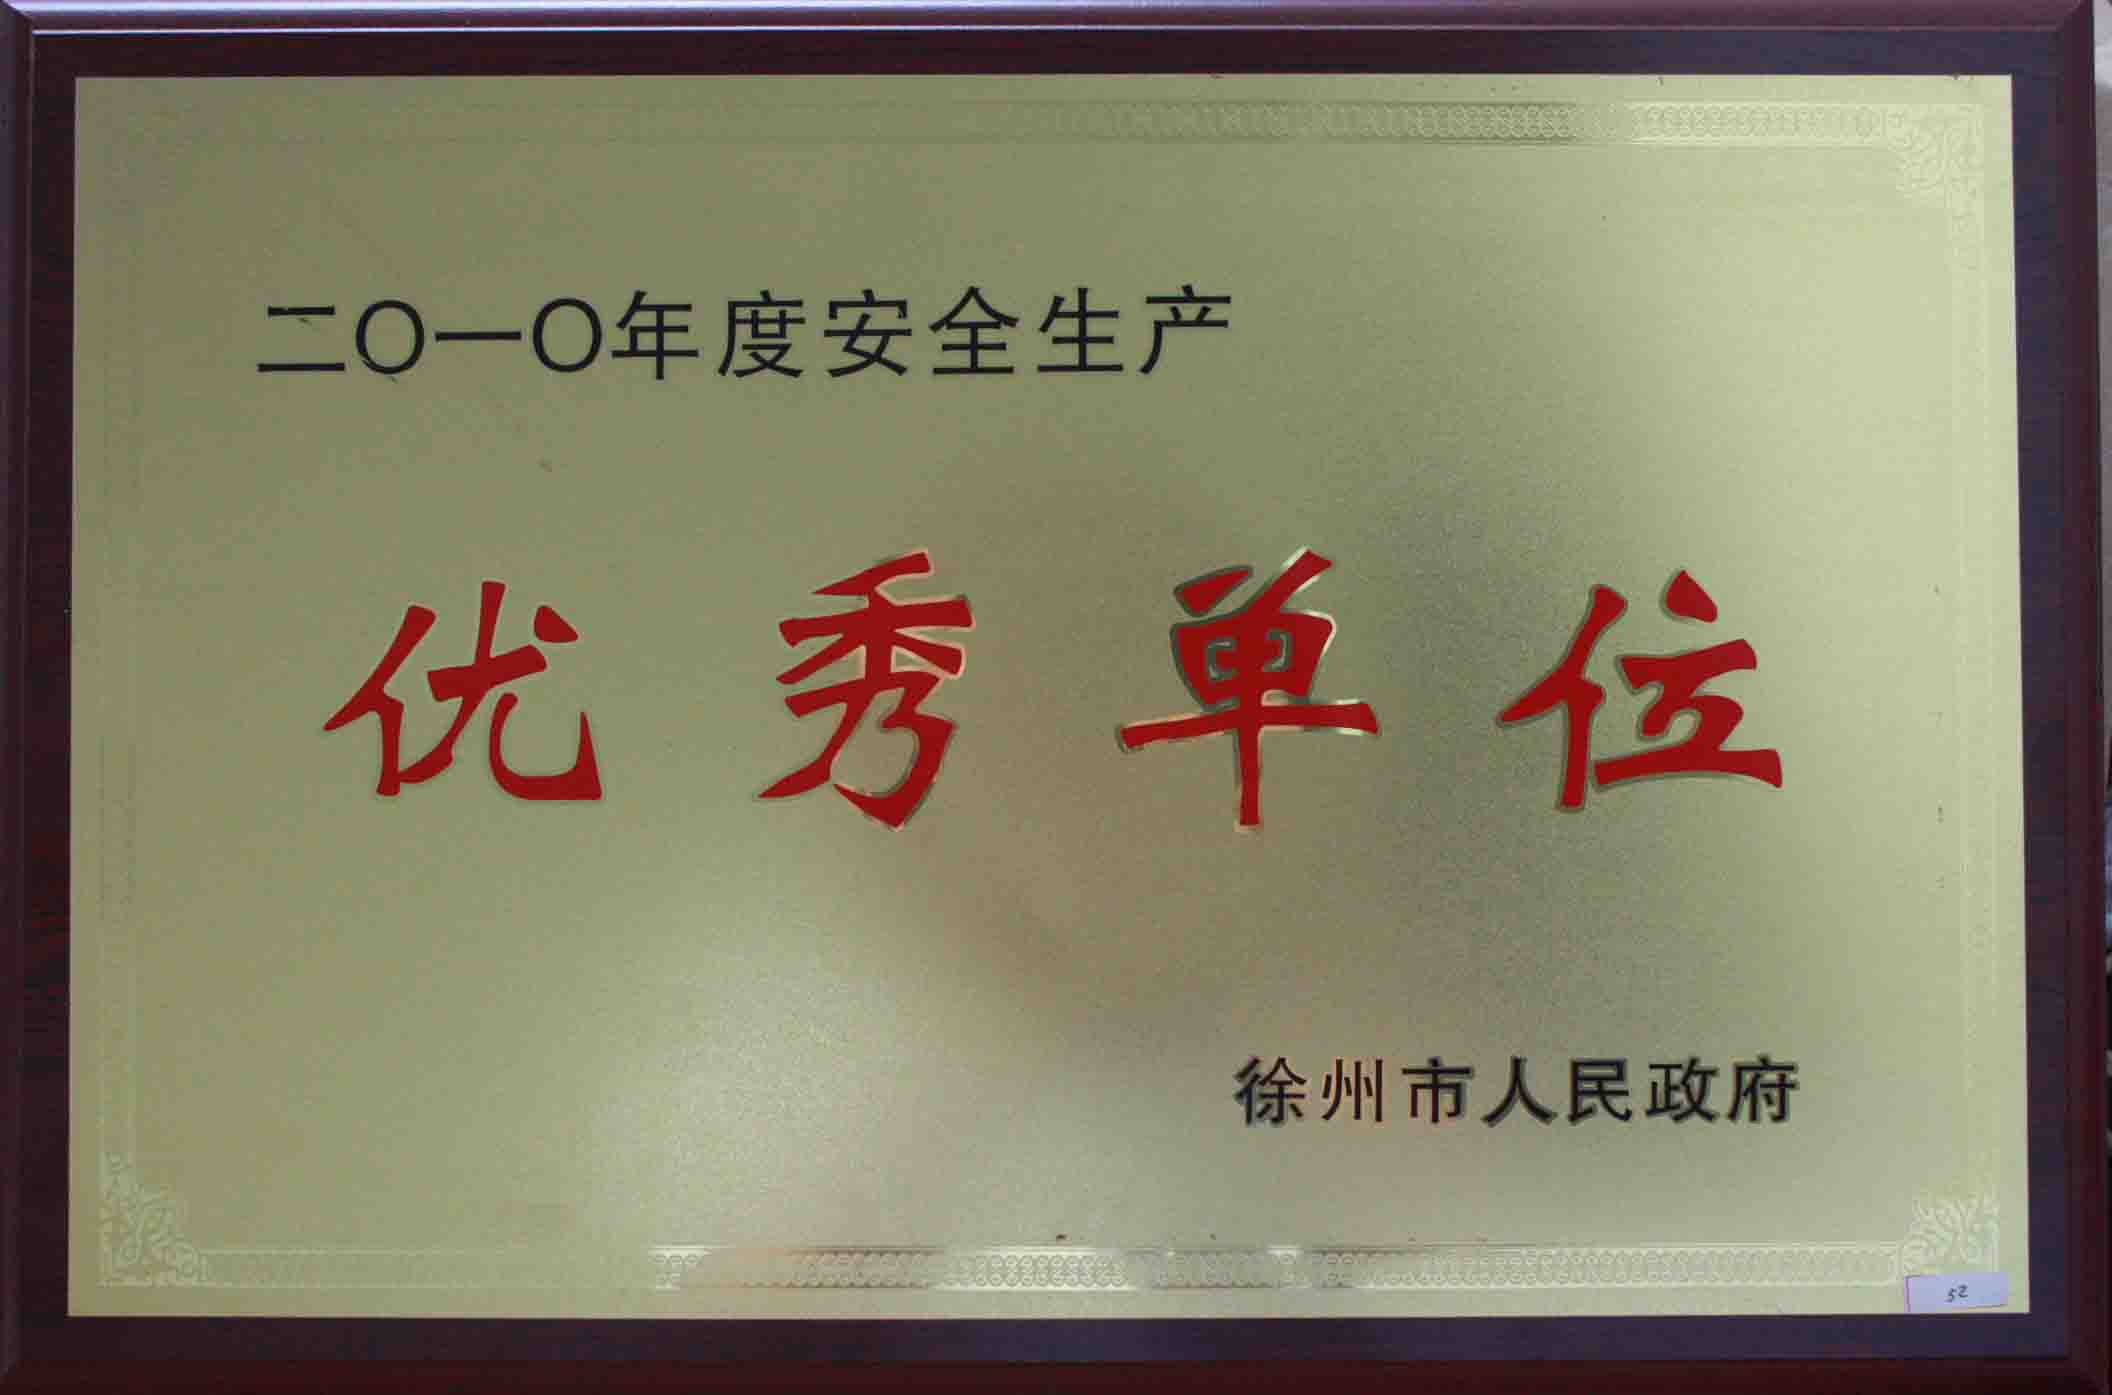 二〇一〇年度安全生产
优秀单位
徐州市人民政府
52